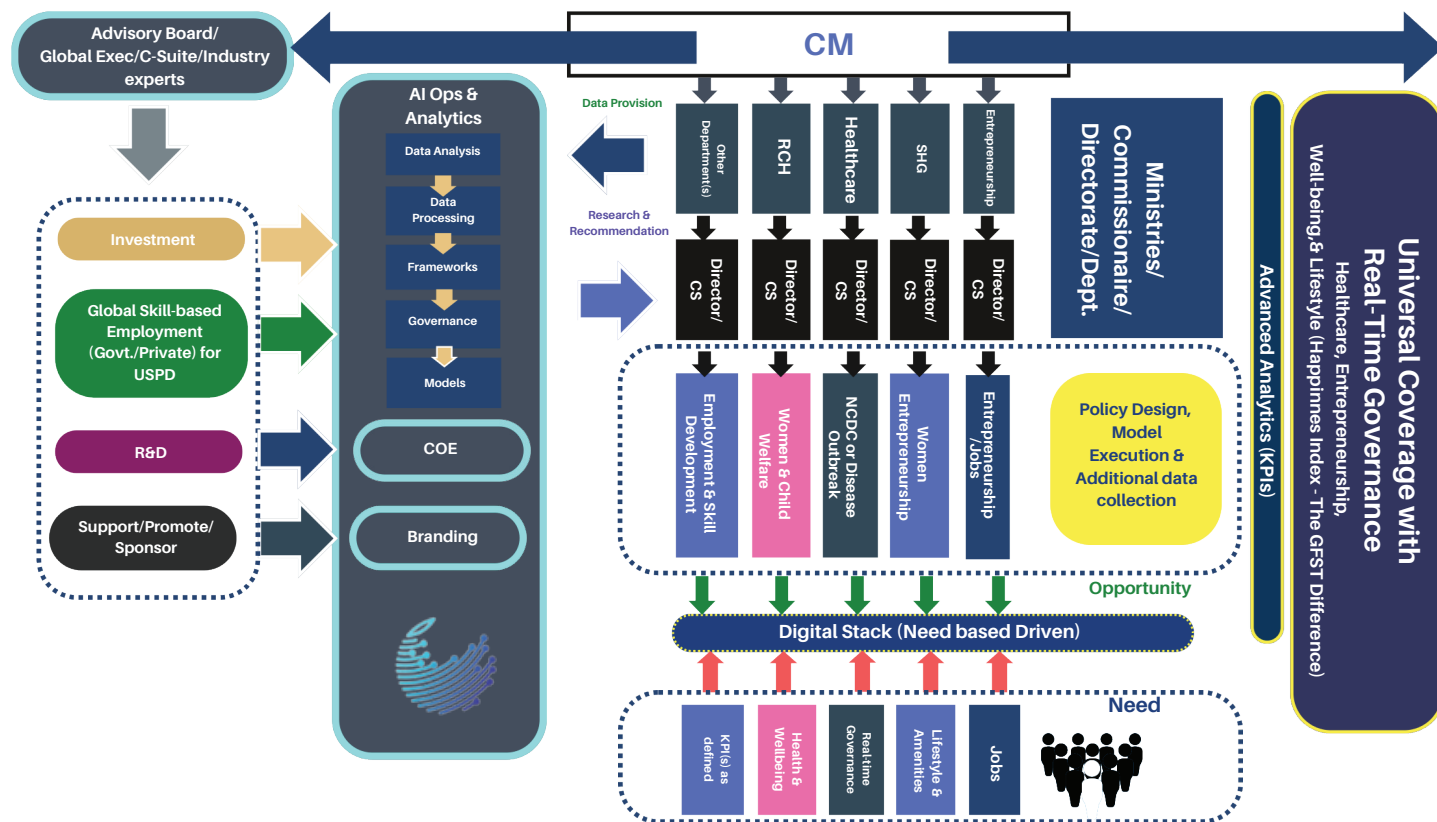 Advisory Board/
Global Exec/C-Suite/Industry
experts
CM
AI Ops &
Analytics
Data Analysis
Data
Processing
Frameworks
Governance
Models
COE
Branding
Investment
Global Skill-based
Employment
(Govt./Private) for
USPD
R&D
Support/Promote/
Sponsor
Data Provision
Research &
Recommendation
Other
Department(s)
RCH
Healthcare
SHG
Entrepreneurship
Director/
CS
Director/
CS
Director/
CS
Director/
CS
Director/
CS
Ministries/
Commissionaire/
Directorate/Dept.
Employment & Skill
Development
Women & Child
Welfare
NCDC or Disease
Outbreak
Women
Entrepreneurship
Entrepreneurship
/Jobs
Policy Design,
Model
Execution &
Additional data
collection
Opportunity
Digital Stack (Need based Driven)
Need
KPI(s) as
defined
Health &
Wellbeing
Real-time
Governance
Lifestyle &
Amenities
Jobs
Advanced Analytics (KPIs)
Universal Coverage with
Real-Time Governance
Healthcare, Entrepreneurship,
Well-being,& Lifestyle (Happines Index - The GFST Difference)